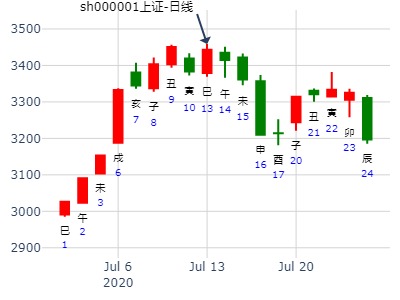 sh000001上证-日线
3500
3400
3300
3200
3100
3000
2900
巳
1
午
2
未
3
戌
6
亥
7
子
8
丑
9
寅
10
巳
13
午
14
未
15
申
16
酉
17
子
20
丑
21
寅
22
卯
23
辰
24
Jul 6
2020
Jul 13
Jul 20